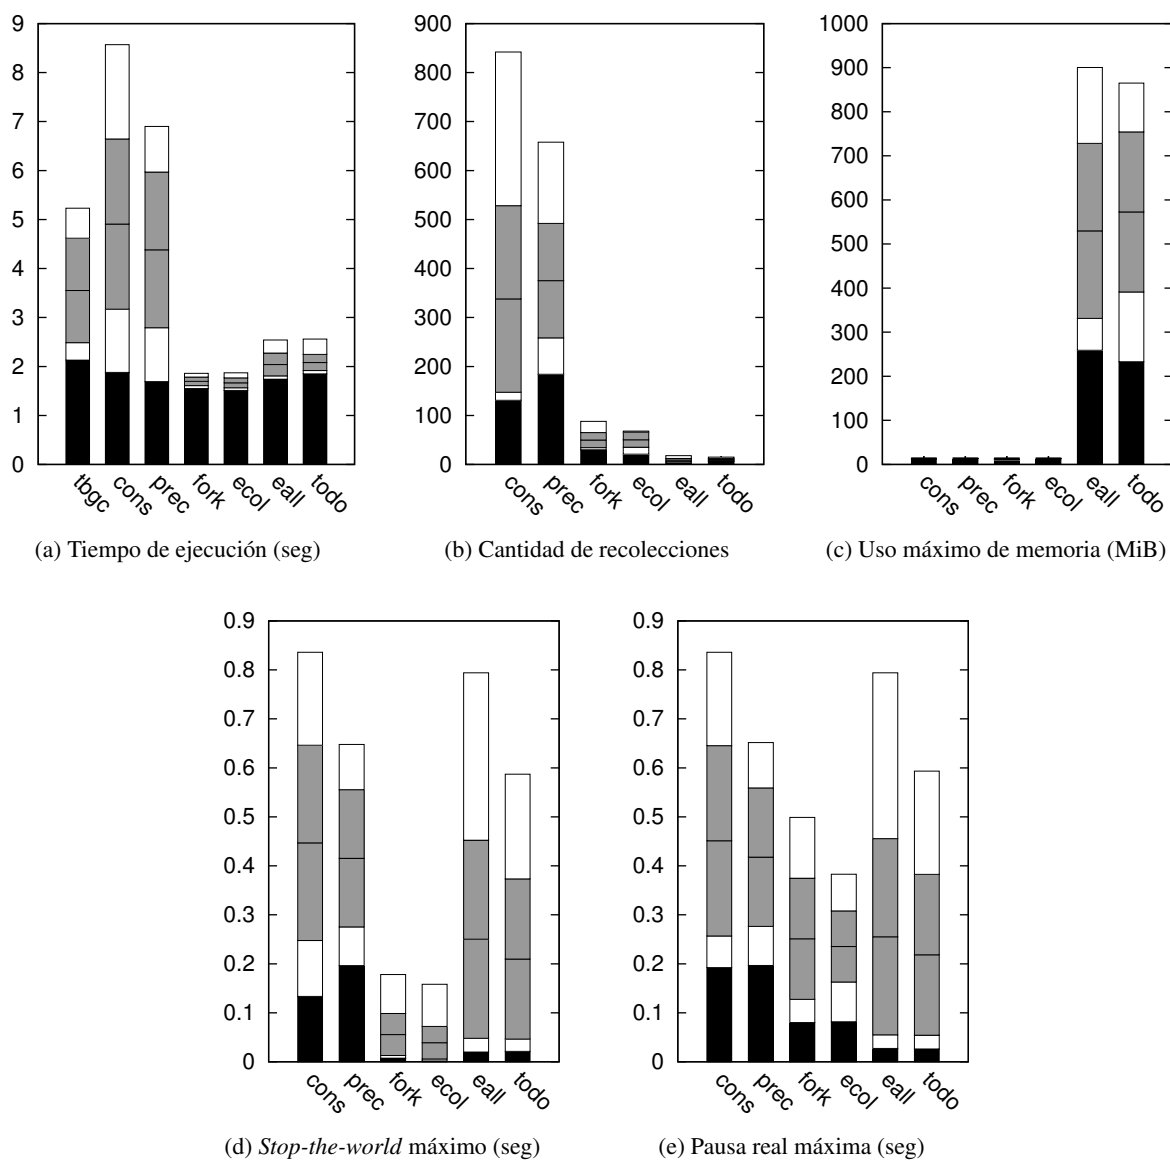 9
8
7
6
5
4
3
2
1
0
tbgc
cons
prec
fork
ecol
eall
todo
(a) Tiempo de ejecución (seg)
900
800
700
600
500
400
300
200
100
0
cons
prec
fork
ecol
eall
todo
(b) Cantidad de recolecciones
1000
900
800
700
600
500
400
300
200
100
0
cons
prec
fork
ecol
eall
todo
(c) Uso máximo de memoria (MiB)
0.9
0.8
0.7
0.6
0.5
0.4
0.3
0.2
0.1
0
cons
prec
fork
ecol
eall
todo
(d) Stop-the-world máximo (seg)
0.9
0.8
0.7
0.6
0.5
0.4
0.3
0.2
0.1
0
cons
prec
fork
ecol
eall
todo
(e) Pausa real máxima (seg)